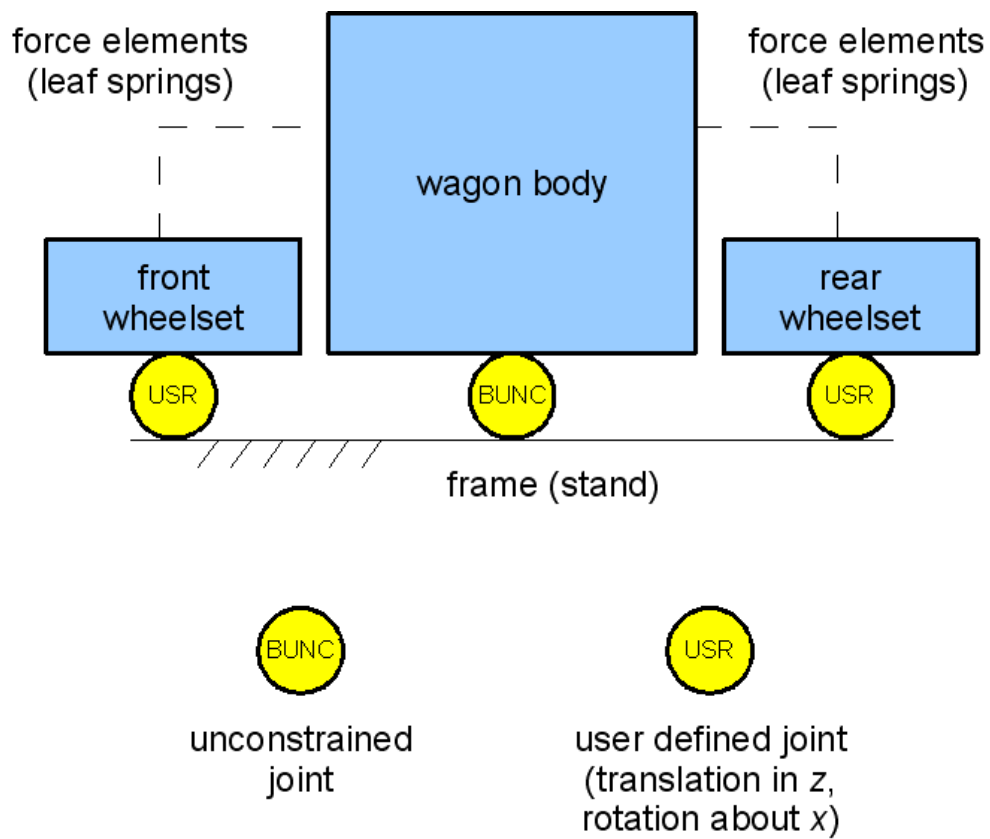 force elements
(leaf springs)
force elements
(leaf springs)
wagon body
front
wheelset
rear
wheelset
USR
BUNC
USR
frame (stand)
BUNC
USR
unconstrained
joint
user defined joint
(translation in z,
rotation about x)